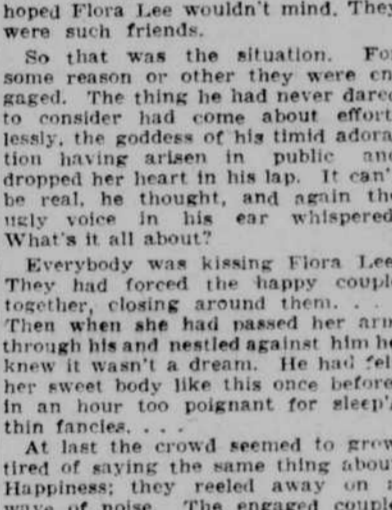 hoped Flora Lee wouldn't mind. They
were such friends.
So that was the situation. Fo
some reason or other they were en
gaged. The thing he had never dared
to consider had come about effort
lessly, the goddess of his timid adora
tion having arisen in public and
dropped her heart in his lap. It can'
be real, he thought, and again the
ugly voice in his ear whispered
What's it all about?
Everybody was kissing Flora Lee
They had forced the happy coupl
together, closing around them. . .
Then when she had passed her arm
through his and nestled against him he
knew it wasn't a dream. He had fel
her sweet body like this once before
in an hour too poignant for sleep'
thin fancies. . . .
At last the crowd seemed to grow
tired of saying the same thing about
Happiness; they reeled away on a
wave of noise. The engaged couple